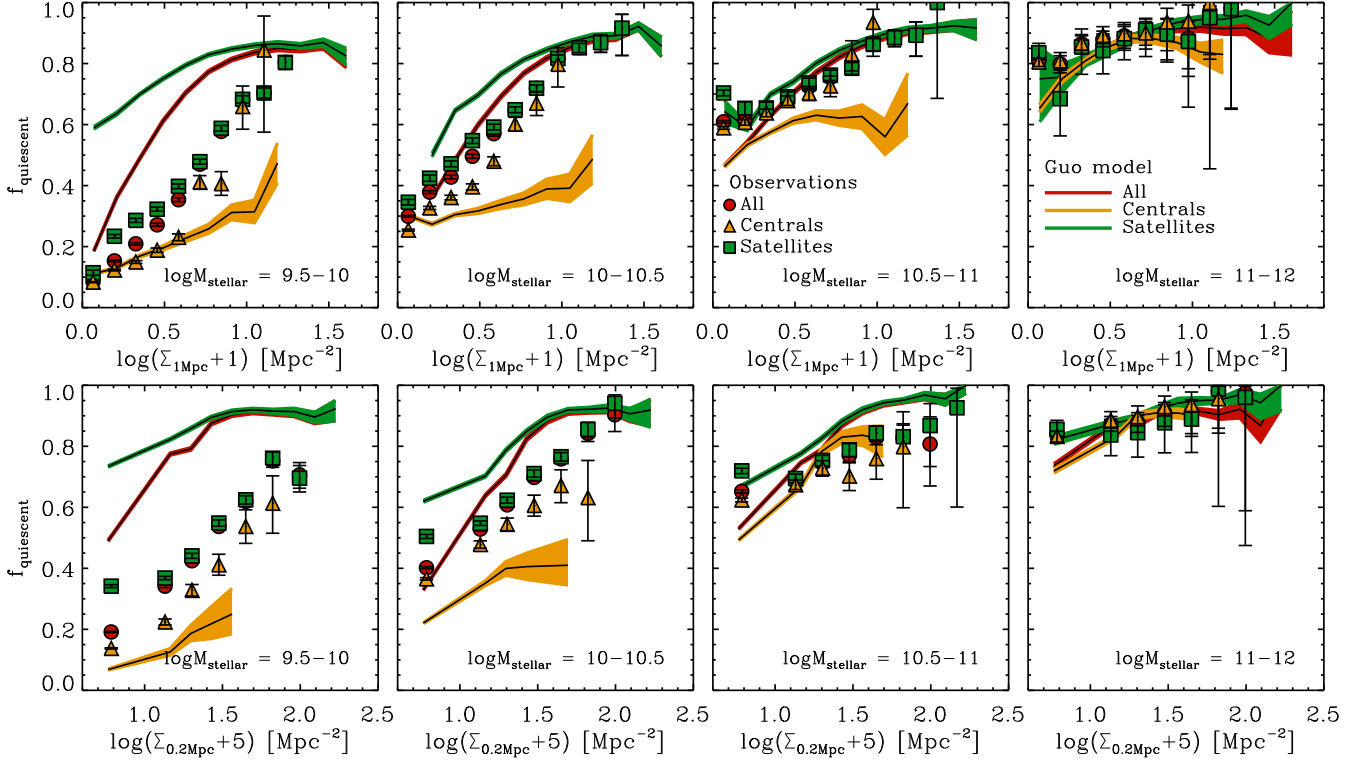 1.0
0.8
0.6
0.4
0.2
0.0
f_quiescent
logM_stellar = 9.5−10
logM_stellar = 10−10.5
Observations
All
Centrals
Satellites
logM_stellar = 10.5−11
Guo model
All
Centrals
Satellites
logM_stellar = 11−12
0.0 0.5 1.0 1.5 0.0 0.5 1.0 1.5 0.0 0.5 1.0 1.5 0.0 0.5 1.0 1.5
log(Σ_1Mpc+1) [Mpc^-2] log(Σ_1Mpc+1) [Mpc^-2] log(Σ_1Mpc+1) [Mpc^-2] log(Σ_1Mpc+1) [Mpc^-2]
1.0
0.8
0.6
0.4
0.2
0.0
f_quiescent
logM_stellar = 9.5−10
logM_stellar = 10−10.5
logM_stellar = 10.5−11
logM_stellar = 11−12
1.0 1.5 2.0 2.5 1.0 1.5 2.0 2.5 1.0 1.5 2.0 2.5 1.0 1.5 2.0 2.5
log(Σ_0.2Mpc+5) [Mpc^-2] log(Σ_0.2Mpc+5) [Mpc^-2] log(Σ_0.2Mpc+5) [Mpc^-2] log(Σ_0.2Mpc+5) [Mpc^-2]